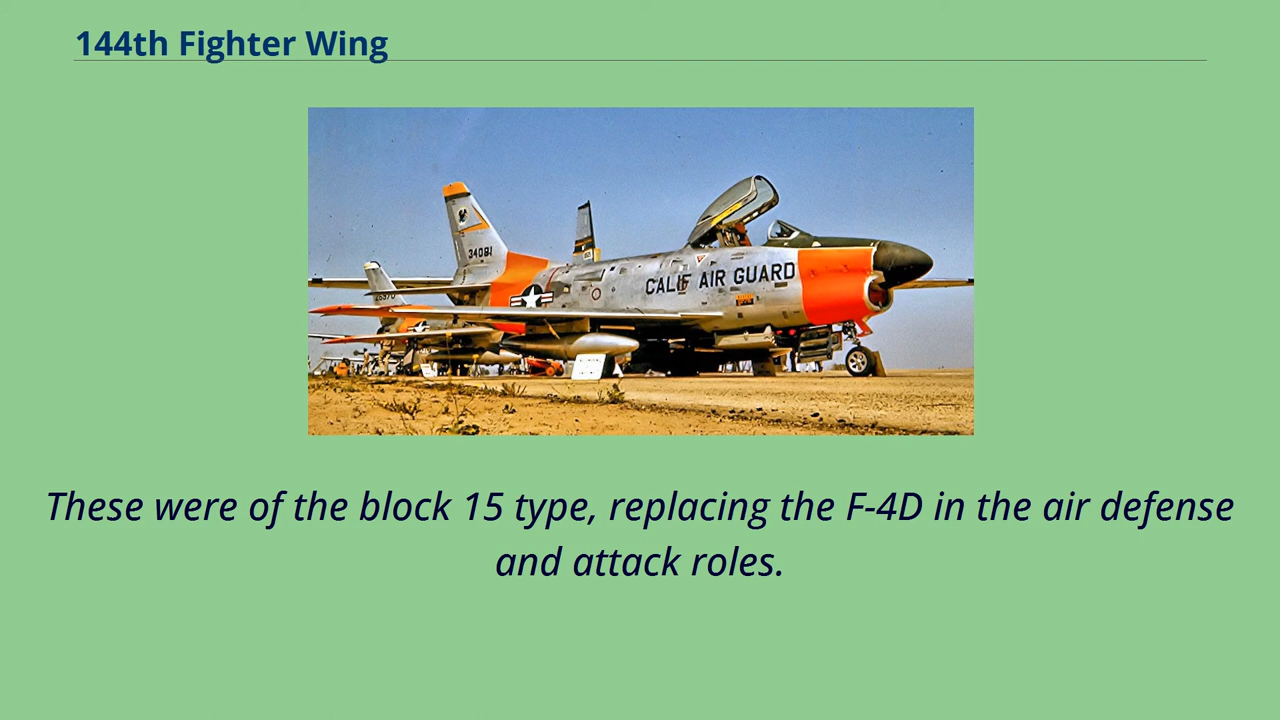 144th Fighter Wing
34081
CALIF AIR GUARD
These were of the block 15 type, replacing the F-4D in the air defense
and attack roles.